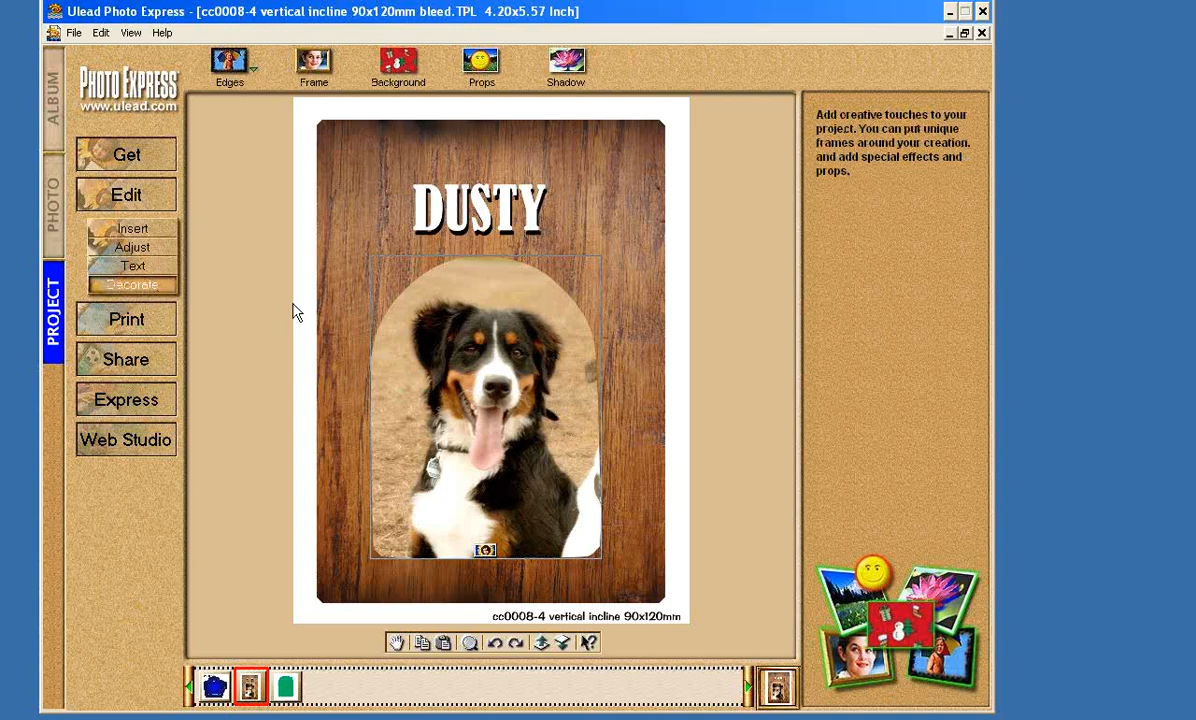 Ulead Photo Express - [cc0008-4 vertical incline 90x120mm bleed.TPL 4.20x5.57 Inch]
File Edit View Help
ALBUM
PHOTO
PROJECT
PHOTO EXPRESS
www.ulead.com
Edges Frame Background Props Shadow
Get
Edit
Insert
Adjust
Text
Decorate
Print
Share
Express
Web Studio
DUSTY
cc0008-4 vertical incline 90x120mm
Add creative touches to your
project. You can put unique
frames around your creation,
and add special effects and
props.